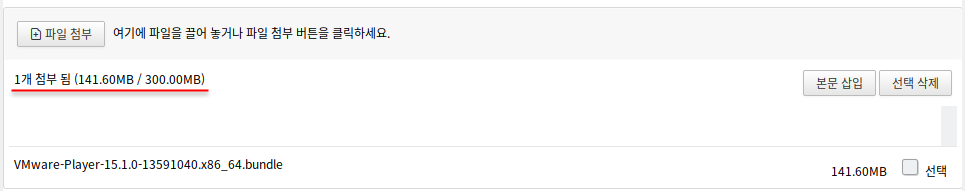 파일 첨부 여기에 파일을 끌어 놓거나 파일 첨부 버튼을 클릭하세요.
1개 첨부 됨 (141.60MB / 300.00MB) 본문 삽입 선택 삭제
VMware-Player-15.1.0-13591040.x86_64.bundle 141.60MB 선택